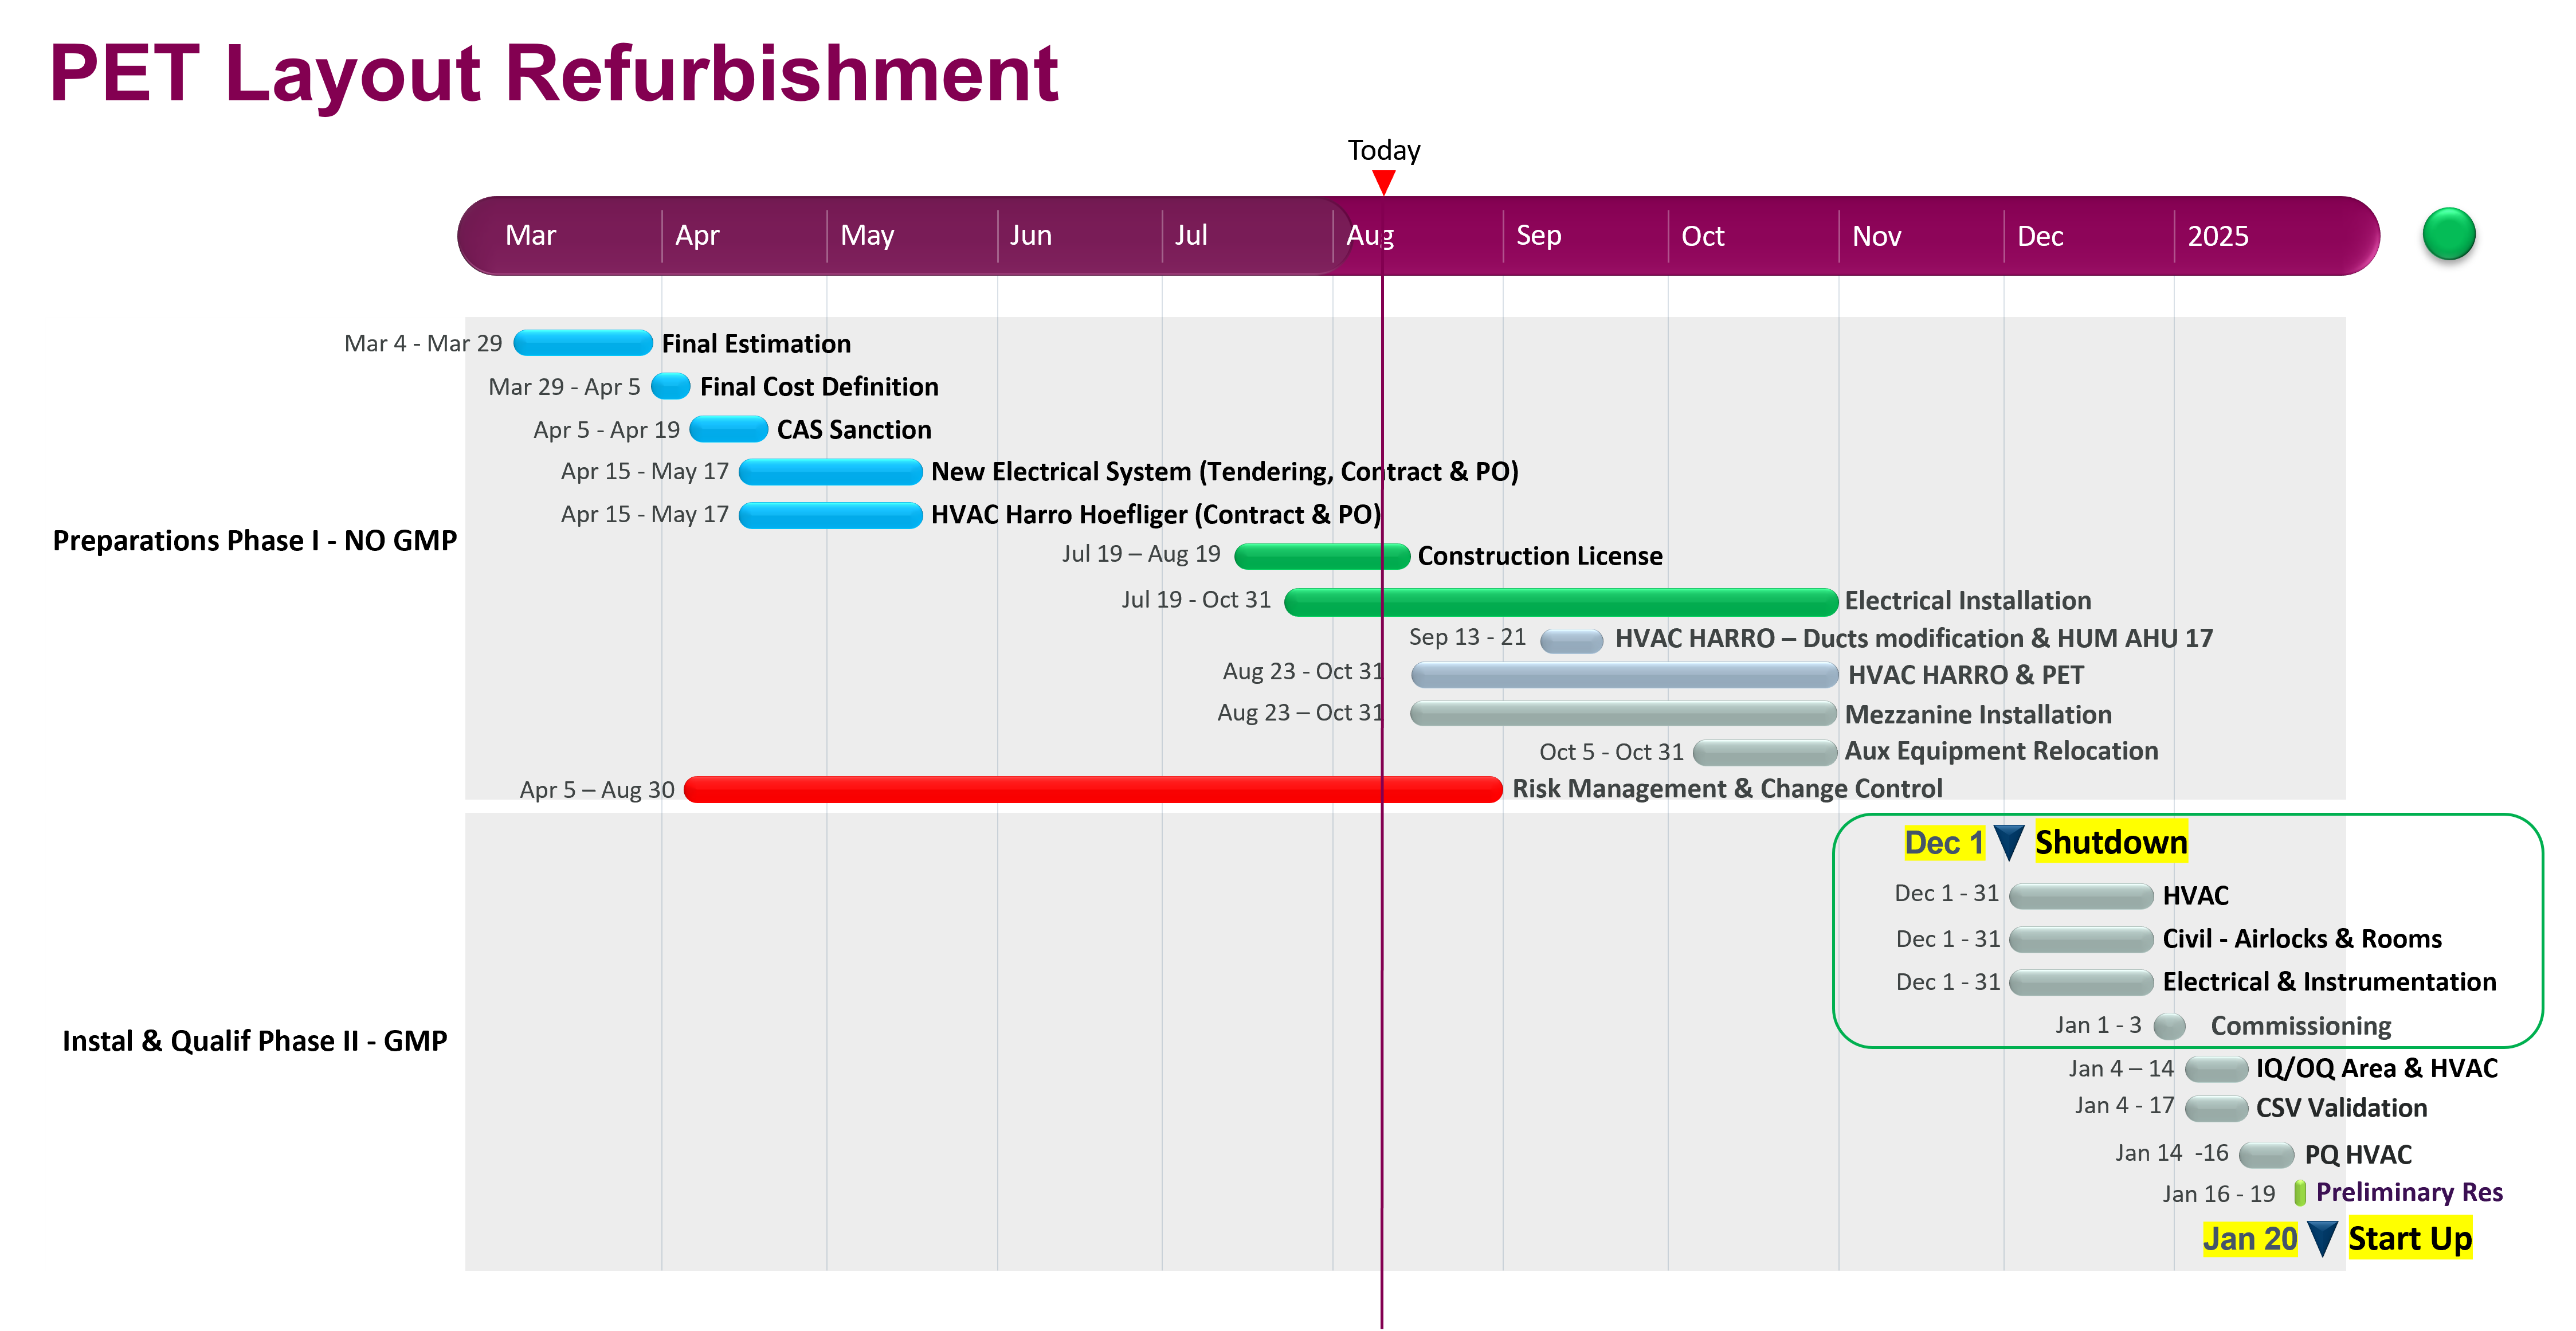 PET Layout Refurbishment
Today
Mar Apr May Jun Jul Aug Sep Oct Nov Dec 2025
Preparations Phase I - NO GMP
Mar 4 - Mar 29 Final Estimation
Mar 29 - Apr 5 Final Cost Definition
Apr 5 - Apr 19 CAS Sanction
Apr 15 - May 17 New Electrical System (Tendering, Contract & PO)
Apr 15 - May 17 HVAC Harro Hoefliger (Contract & PO)
Jul 19 – Aug 19 Construction License
Jul 19 - Oct 31 Electrical Installation
Sep 13 - 21 HVAC HARRO – Ducts modification & HUM AHU 17
Aug 23 - Oct 31 HVAC HARRO & PET
Aug 23 – Oct 31 Mezzanine Installation
Oct 5 - Oct 31 Aux Equipment Relocation
Apr 5 – Aug 30 Risk Management & Change Control
Instal & Qualif Phase II - GMP
Dec 1 Shutdown
Dec 1 - 31 HVAC
Dec 1 - 31 Civil - Airlocks & Rooms
Dec 1 - 31 Electrical & Instrumentation
Jan 1 - 3 Commissioning
Jan 4 – 14 IQ/OQ Area & HVAC
Jan 4 - 17 CSV Validation
Jan 14 -16 PQ HVAC
Jan 16 - 19 Preliminary Res
Jan 20 Start Up